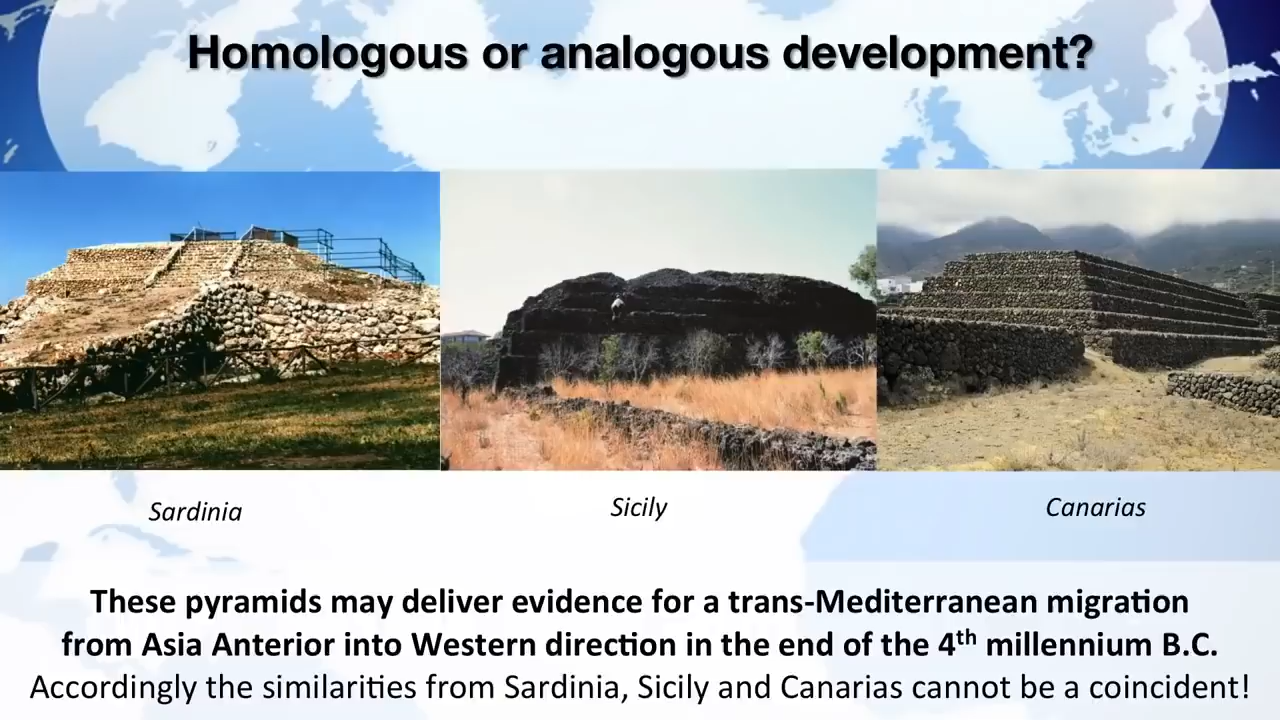 Homologous or analogous development?
Sardinia
Sicily
Canarias
These pyramids may deliver evidence for a trans-Mediterranean migration
from Asia Anterior into Western direction in the end of the 4th millennium B.C.
Accordingly the similarities from Sardinia, Sicily and Canarias cannot be a coincident!